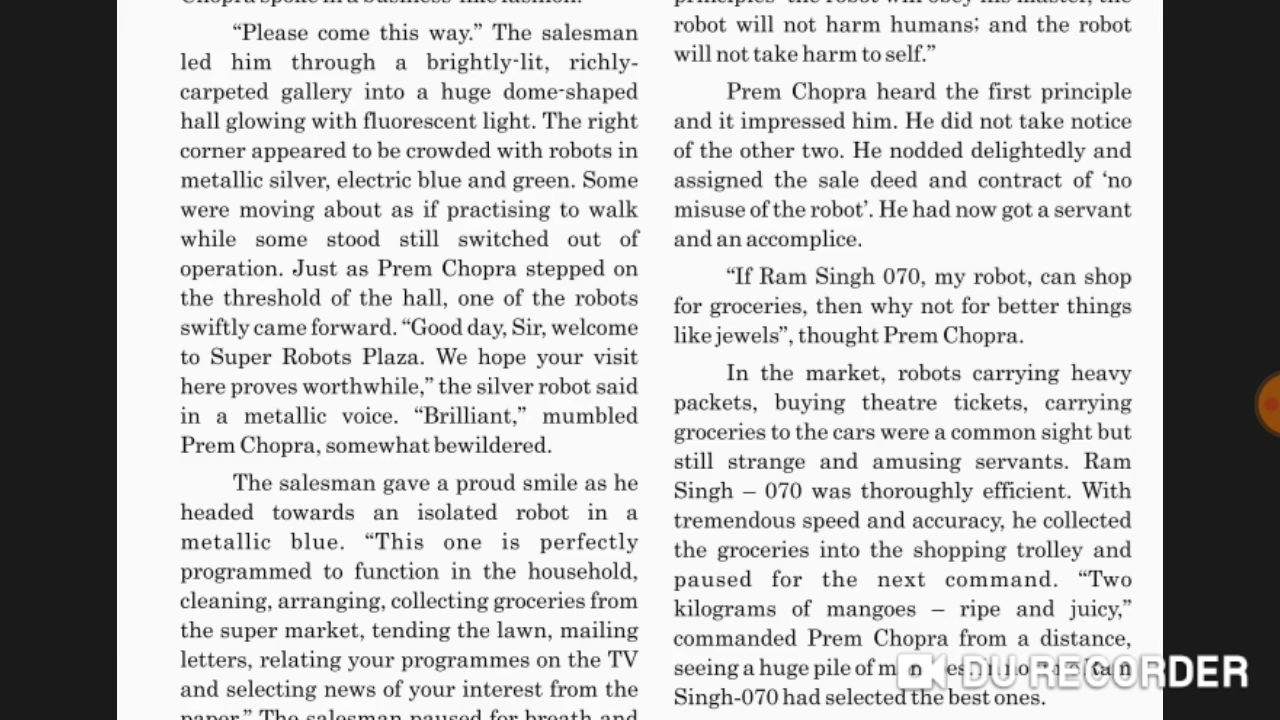 “Please come this way.” The salesman
led him through a brightly-lit, richly-
carpeted gallery into a huge dome-shaped
hall glowing with fluorescent light. The right
corner appeared to be crowded with robots in
metallic silver, electric blue and green. Some
were moving about as if practising to walk
while some stood still switched out of
operation. Just as Prem Chopra stepped on
the threshold of the hall, one of the robots
swiftly came forward. “Good day, Sir, welcome
to Super Robots Plaza. We hope your visit
here proves worthwhile,” the silver robot said
in a metallic voice. “Brilliant,” mumbled
Prem Chopra, somewhat bewildered.
The salesman gave a proud smile as he
headed towards an isolated robot in a
metallic blue. “This one is perfectly
programmed to function in the household,
cleaning, arranging, collecting groceries from
the super market, tending the lawn, mailing
letters, relating your programmes on the TV
and selecting news of your interest from the
paper.” The salesman paused for breath and
robot will not harm humans; and the robot
will not take harm to self.”
Prem Chopra heard the first principle
and it impressed him. He did not take notice
of the other two. He nodded delightedly and
assigned the sale deed and contract of ‘no
misuse of the robot’. He had now got a servant
and an accomplice.
“If Ram Singh 070, my robot, can shop
for groceries, then why not for better things
like jewels”, thought Prem Chopra.
In the market, robots carrying heavy
packets, buying theatre tickets, carrying
groceries to the cars were a common sight but
still strange and amusing servants. Ram
Singh – 070 was thoroughly efficient. With
tremendous speed and accuracy, he collected
the groceries into the shopping trolley and
paused for the next command. “Two
kilograms of mangoes – ripe and juicy,”
commanded Prem Chopra from a distance,
seeing a huge pile of
Singh-070 had selected the best ones.
DU RECORDER